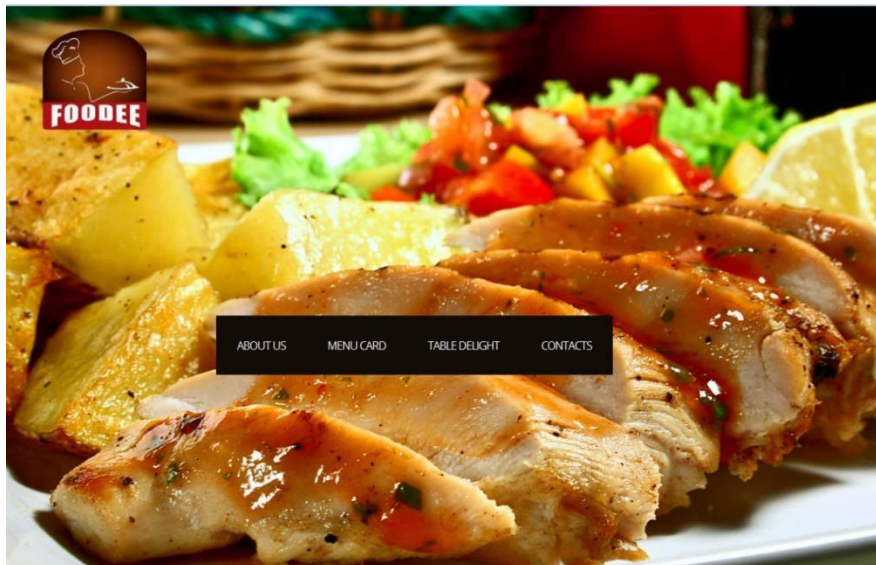 FOODEE
ABOUT US
MENU CARD
TABLE DELIGHT
CONTACTS